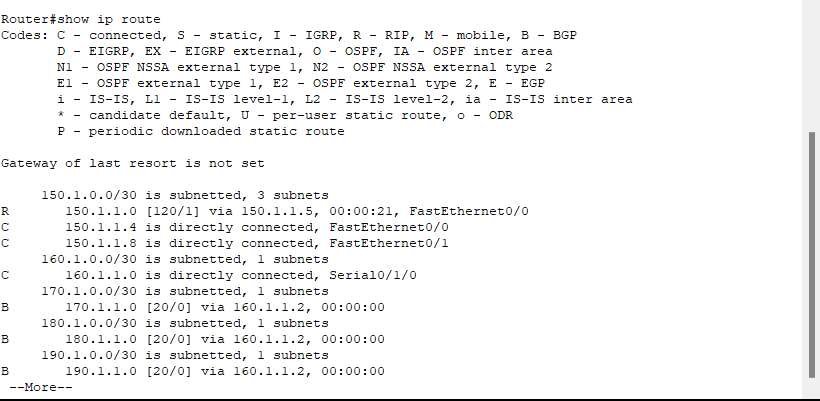 Router#show ip route
Codes: C - connected, S - static, I - IGRP, R - RIP, M - mobile, B - BGP
       D - EIGRP, EX - EIGRP external, O - OSPF, IA - OSPF inter area
       N1 - OSPF NSSA external type 1, N2 - OSPF NSSA external type 2
       E1 - OSPF external type 1, E2 - OSPF external type 2, E - EGP
       i - IS-IS, L1 - IS-IS level-1, L2 - IS-IS level-2, ia - IS-IS inter area
       * - candidate default, U - per-user static route, o - ODR
       P - periodic downloaded static route

Gateway of last resort is not set

     150.1.0.0/30 is subnetted, 3 subnets
R       150.1.1.0 [120/1] via 150.1.1.5, 00:00:21, FastEthernet0/0
C       150.1.1.4 is directly connected, FastEthernet0/0
C       150.1.1.8 is directly connected, FastEthernet0/1
     160.1.0.0/30 is subnetted, 1 subnets
C       160.1.1.0 is directly connected, Serial0/1/0
     170.1.0.0/30 is subnetted, 1 subnets
B       170.1.1.0 [20/0] via 160.1.1.2, 00:00:00
     180.1.0.0/30 is subnetted, 1 subnets
B       180.1.1.0 [20/0] via 160.1.1.2, 00:00:00
     190.1.0.0/30 is subnetted, 1 subnets
B       190.1.1.0 [20/0] via 160.1.1.2, 00:00:00
 --More--